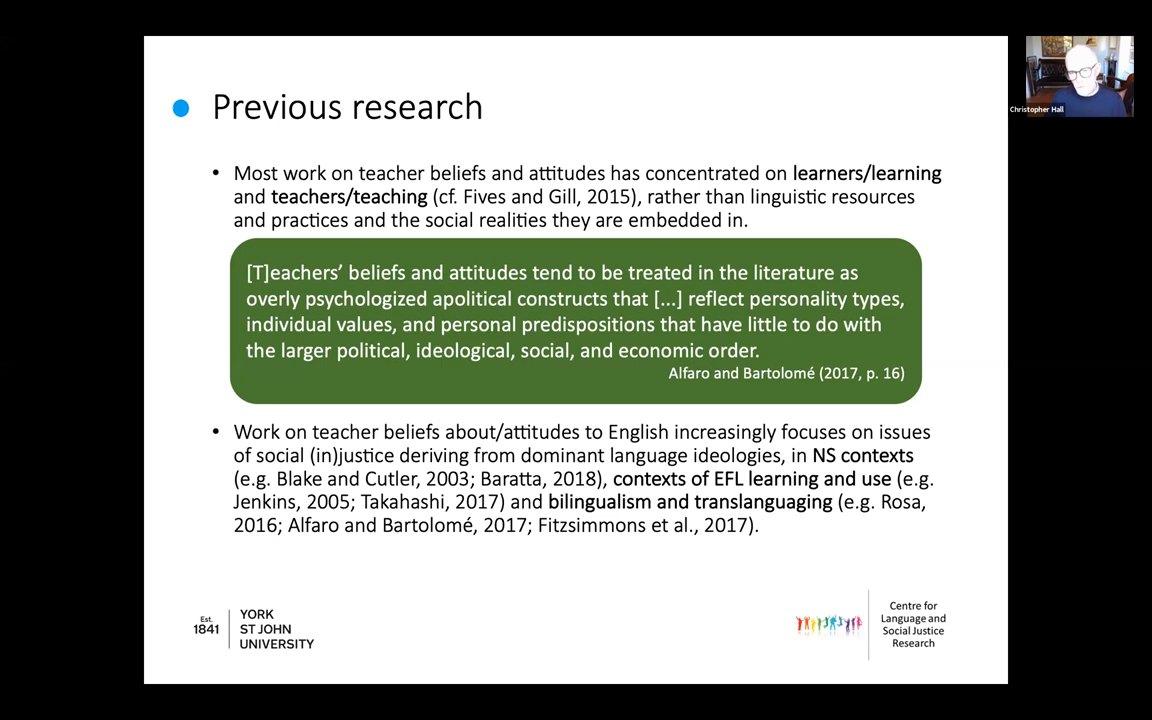 Previous research
• Most work on teacher beliefs and attitudes has concentrated on learners/learning
and teachers/teaching (cf. Fives and Gill, 2015), rather than linguistic resources
and practices and the social realities they are embedded in.
[T]eachers’ beliefs and attitudes tend to be treated in the literature as
overly psychologized apolitical constructs that [...] reflect personality types,
individual values, and personal predispositions that have little to do with
the larger political, ideological, social, and economic order.
Alfaro and Bartolomé (2017, p. 16)
• Work on teacher beliefs about/attitudes to English increasingly focuses on issues
of social (in)justice deriving from dominant language ideologies, in NS contexts
(e.g. Blake and Cutler, 2003; Baratta, 2018), contexts of EFL learning and use (e.g.
Jenkins, 2005; Takahashi, 2017) and bilingualism and translanguaging (e.g. Rosa,
2016; Alfaro and Bartolomé, 2017; Fitzsimmons et al., 2017).
Est.
1841
YORK
ST JOHN
UNIVERSITY
Centre for
Language and
Social Justice
Research
Christopher Hall